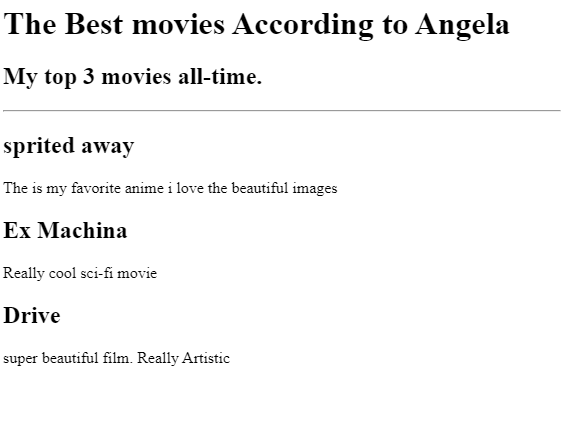 The Best movies According to Angela
My top 3 movies all-time.
sprited away
The is my favorite anime i love the beautiful images
Ex Machina
Really cool sci-fi movie
Drive
super beautiful film. Really Artistic